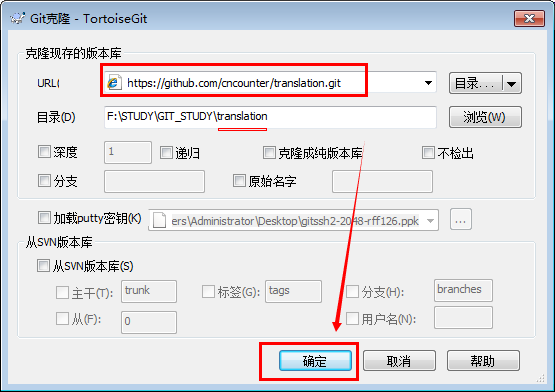 Git克隆 - TortoiseGit
克隆现存的版本库
URL( https://github.com/cncounter/translation.git 目录...
目录(D) F:\STUDY\GIT_STUDY\translation 浏览(W)
深度 1 递归 克隆成纯版本库 不检出
分支 原始名字
加载putty密钥(K) ers\Administrator\Desktop\gitssh2-2048-rff126.ppk ...
从SVN版本库
从SVN版本库(S)
主干(T): trunk 标签(G): tags 分支(H): branches
从(F): 0 用户名(N):
确定 取消 帮助